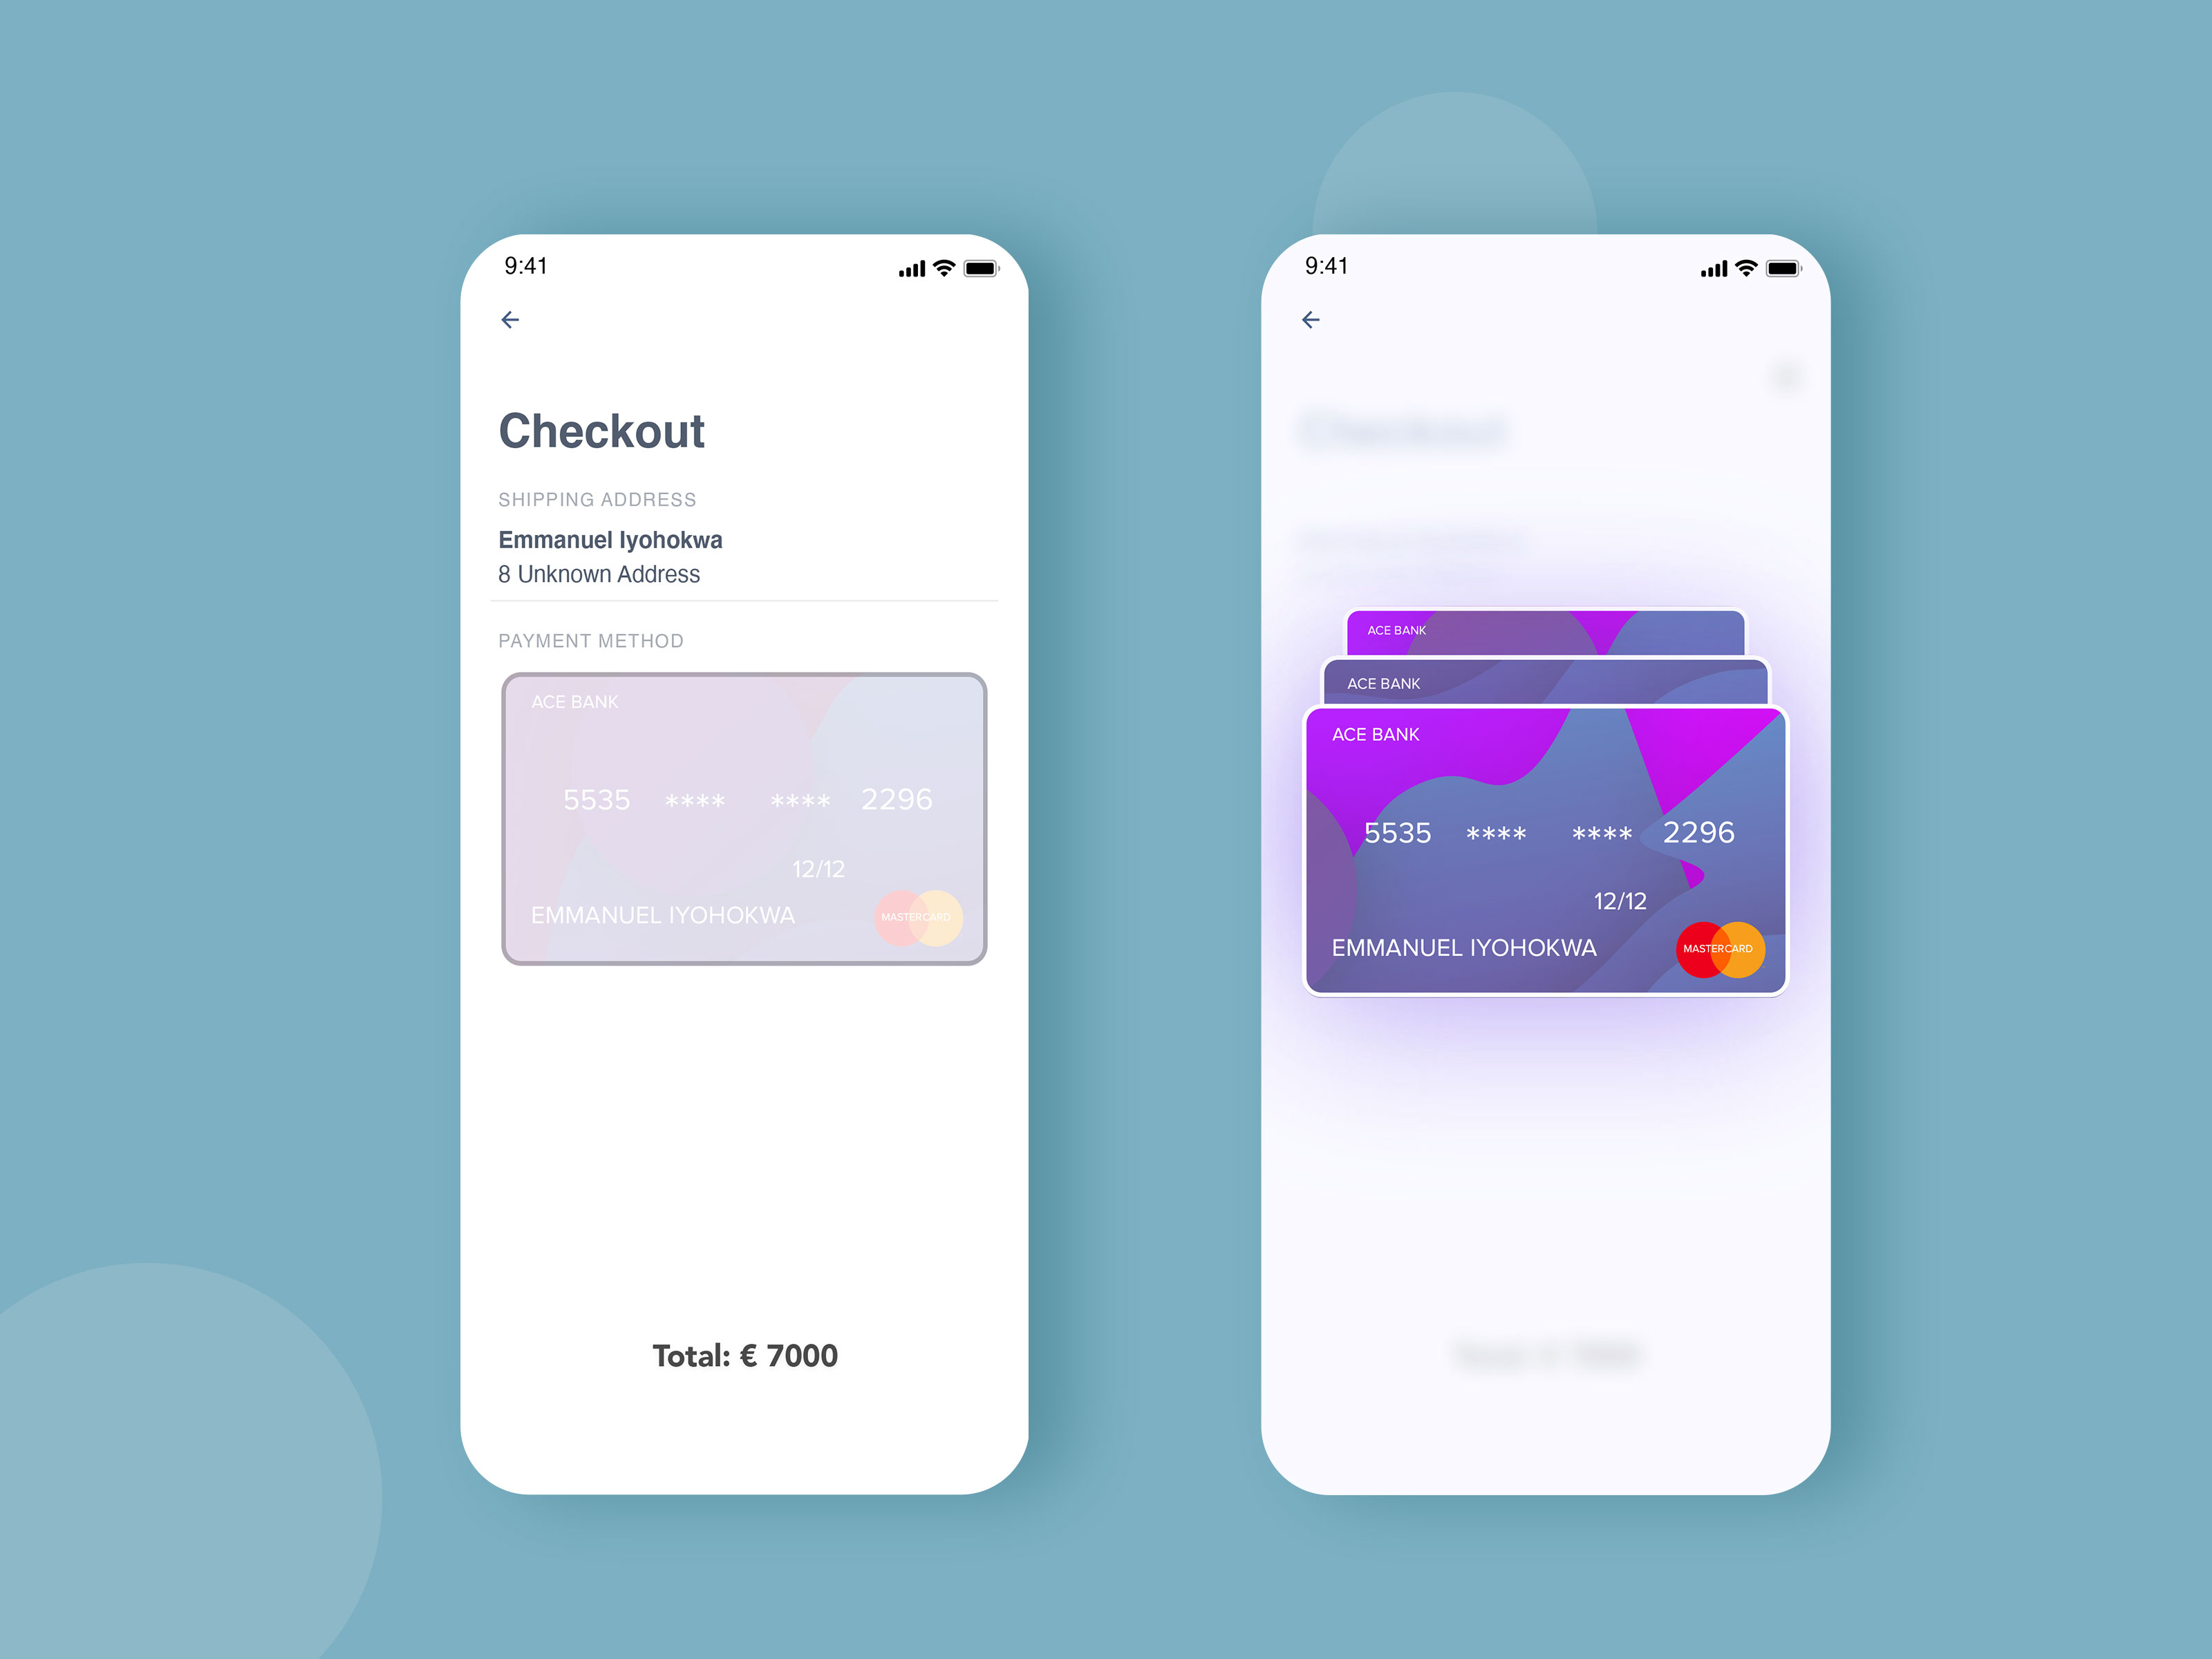 9:41
Checkout
SHIPPING ADDRESS
Emmanuel Iyohokwa
8 Unknown Address
PAYMENT METHOD
ACE BANK
5535 **** **** 2296
12/12
EMMANUEL IYOHOKWA
MASTERCARD
Total: € 7000
9:41
Checkout
ACE BANK
ACE BANK
ACE BANK
5535 **** **** 2296
12/12
EMMANUEL IYOHOKWA
MASTERCARD